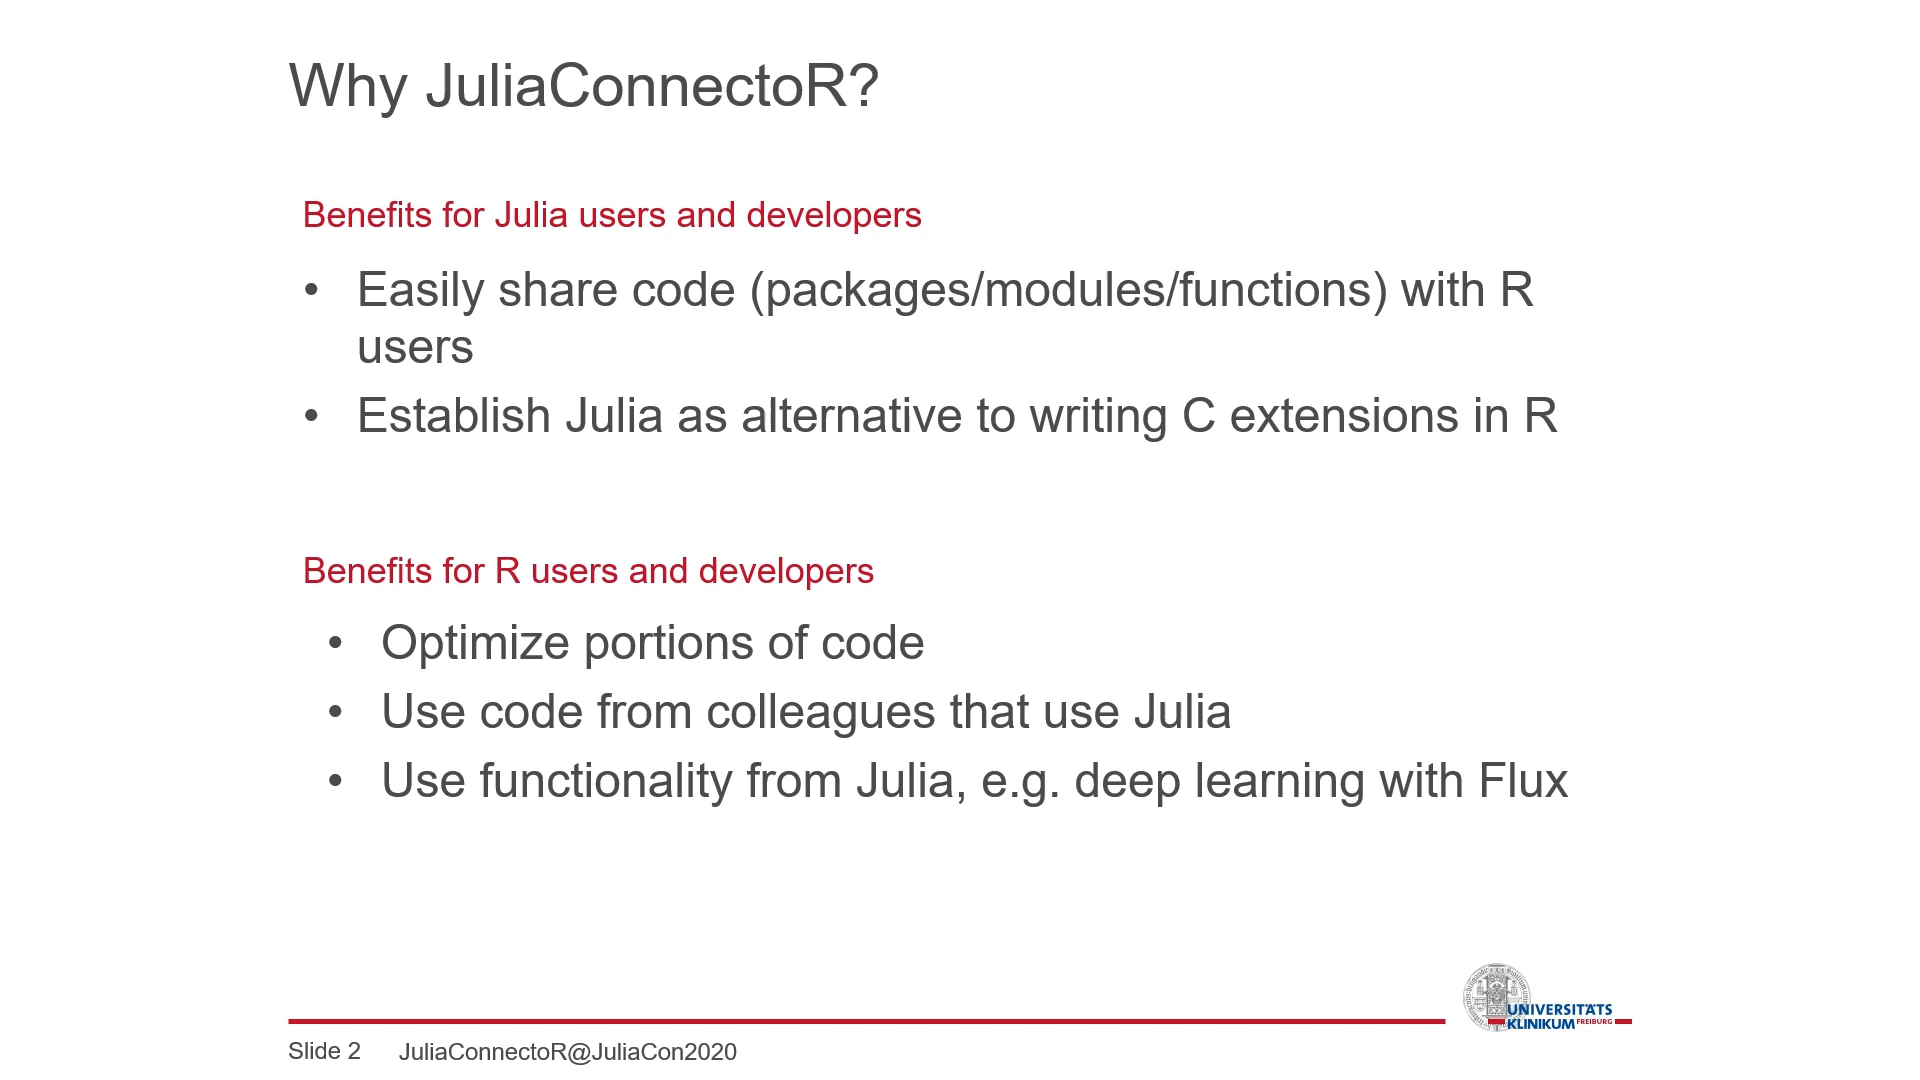 Why JuliaConnectoR?
Benefits for Julia users and developers
• Easily share code (packages/modules/functions) with R
users
• Establish Julia as alternative to writing C extensions in R
Benefits for R users and developers
• Optimize portions of code
• Use code from colleagues that use Julia
• Use functionality from Julia, e.g. deep learning with Flux
UNIVERSITÄTS
KLINIKUM FREIBURG
Slide 2 JuliaConnectoR@JuliaCon2020